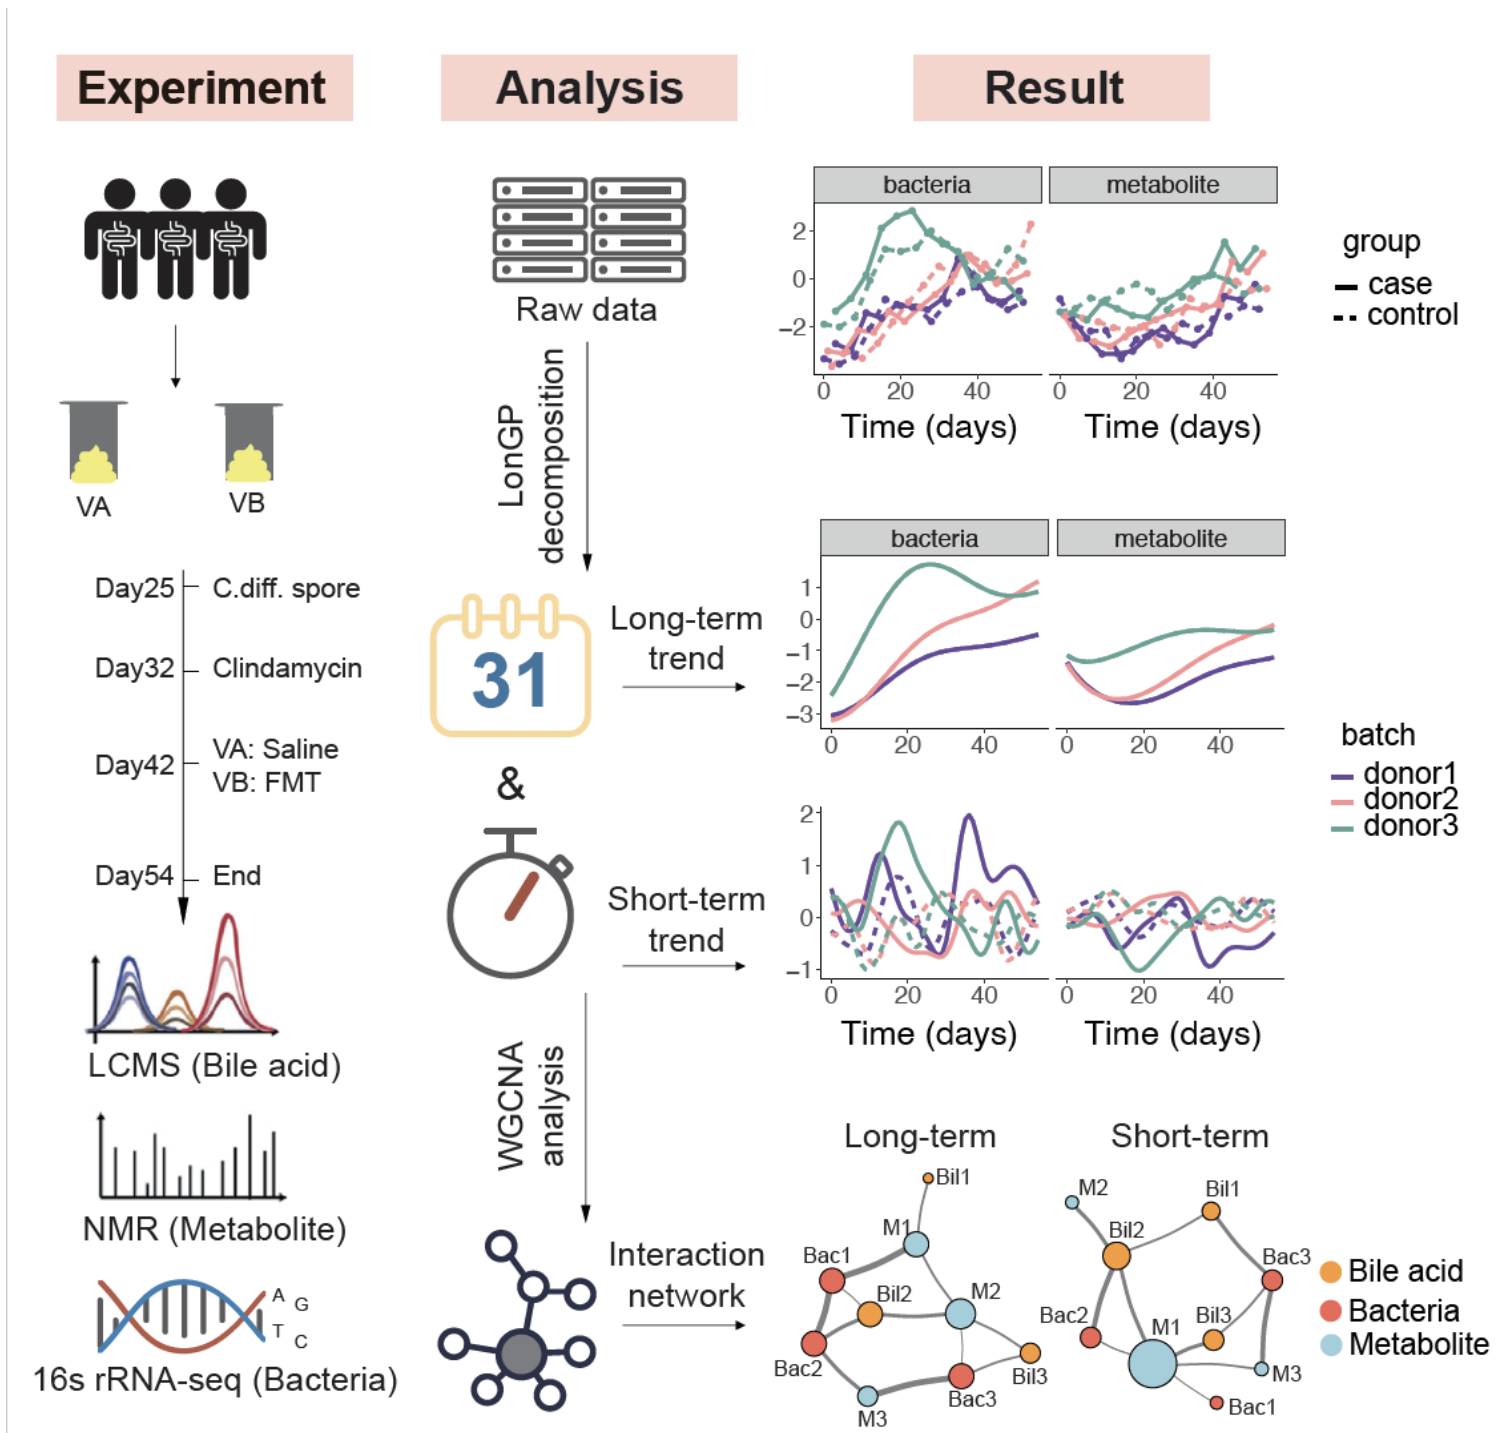 Experiment
VA
VB
Day25
C.diff. spore
Day32
Clindamycin
Day42
VA: Saline
VB: FMT
Day54
End
LCMS (Bile acid)
NMR (Metabolite)
A
G
T
C
16s rRNA-seq (Bacteria)
Analysis
Raw data
LonGP
decomposition
31
Long-term
trend
&
Short-term
trend
WGCNA
analysis
Interaction
network
Result
bacteria
metabolite
2
0
−2
0
20
40
0
20
40
Time (days)
Time (days)
group
case
control
bacteria
metabolite
1
0
−1
−2
−3
0
20
40
0
20
40
batch
donor1
donor2
donor3
2
1
0
−1
0
20
40
0
20
40
Time (days)
Time (days)
Long-term
Bil1
M1
Bac1
Bil2
M2
Bac2
Bil3
Bac3
M3
Short-term
M2
Bil1
Bil2
Bac3
Bac2
M1
Bil3
M3
Bac1
Bile acid
Bacteria
Metabolite